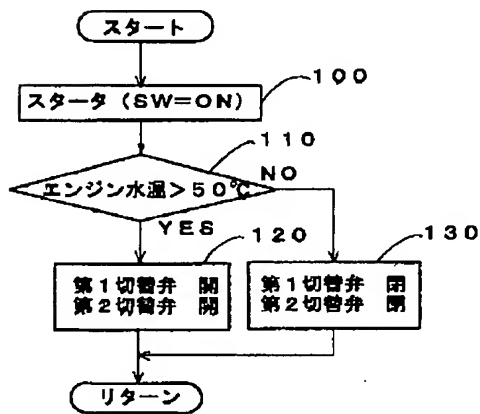 スタート
100
スタータ（SW=ON）
110
エンジン水温＞50℃
NO
YES
120
130
第1切替弁　開
第2切替弁　開
第1切替弁　閉
第2切替弁　閉
リターン